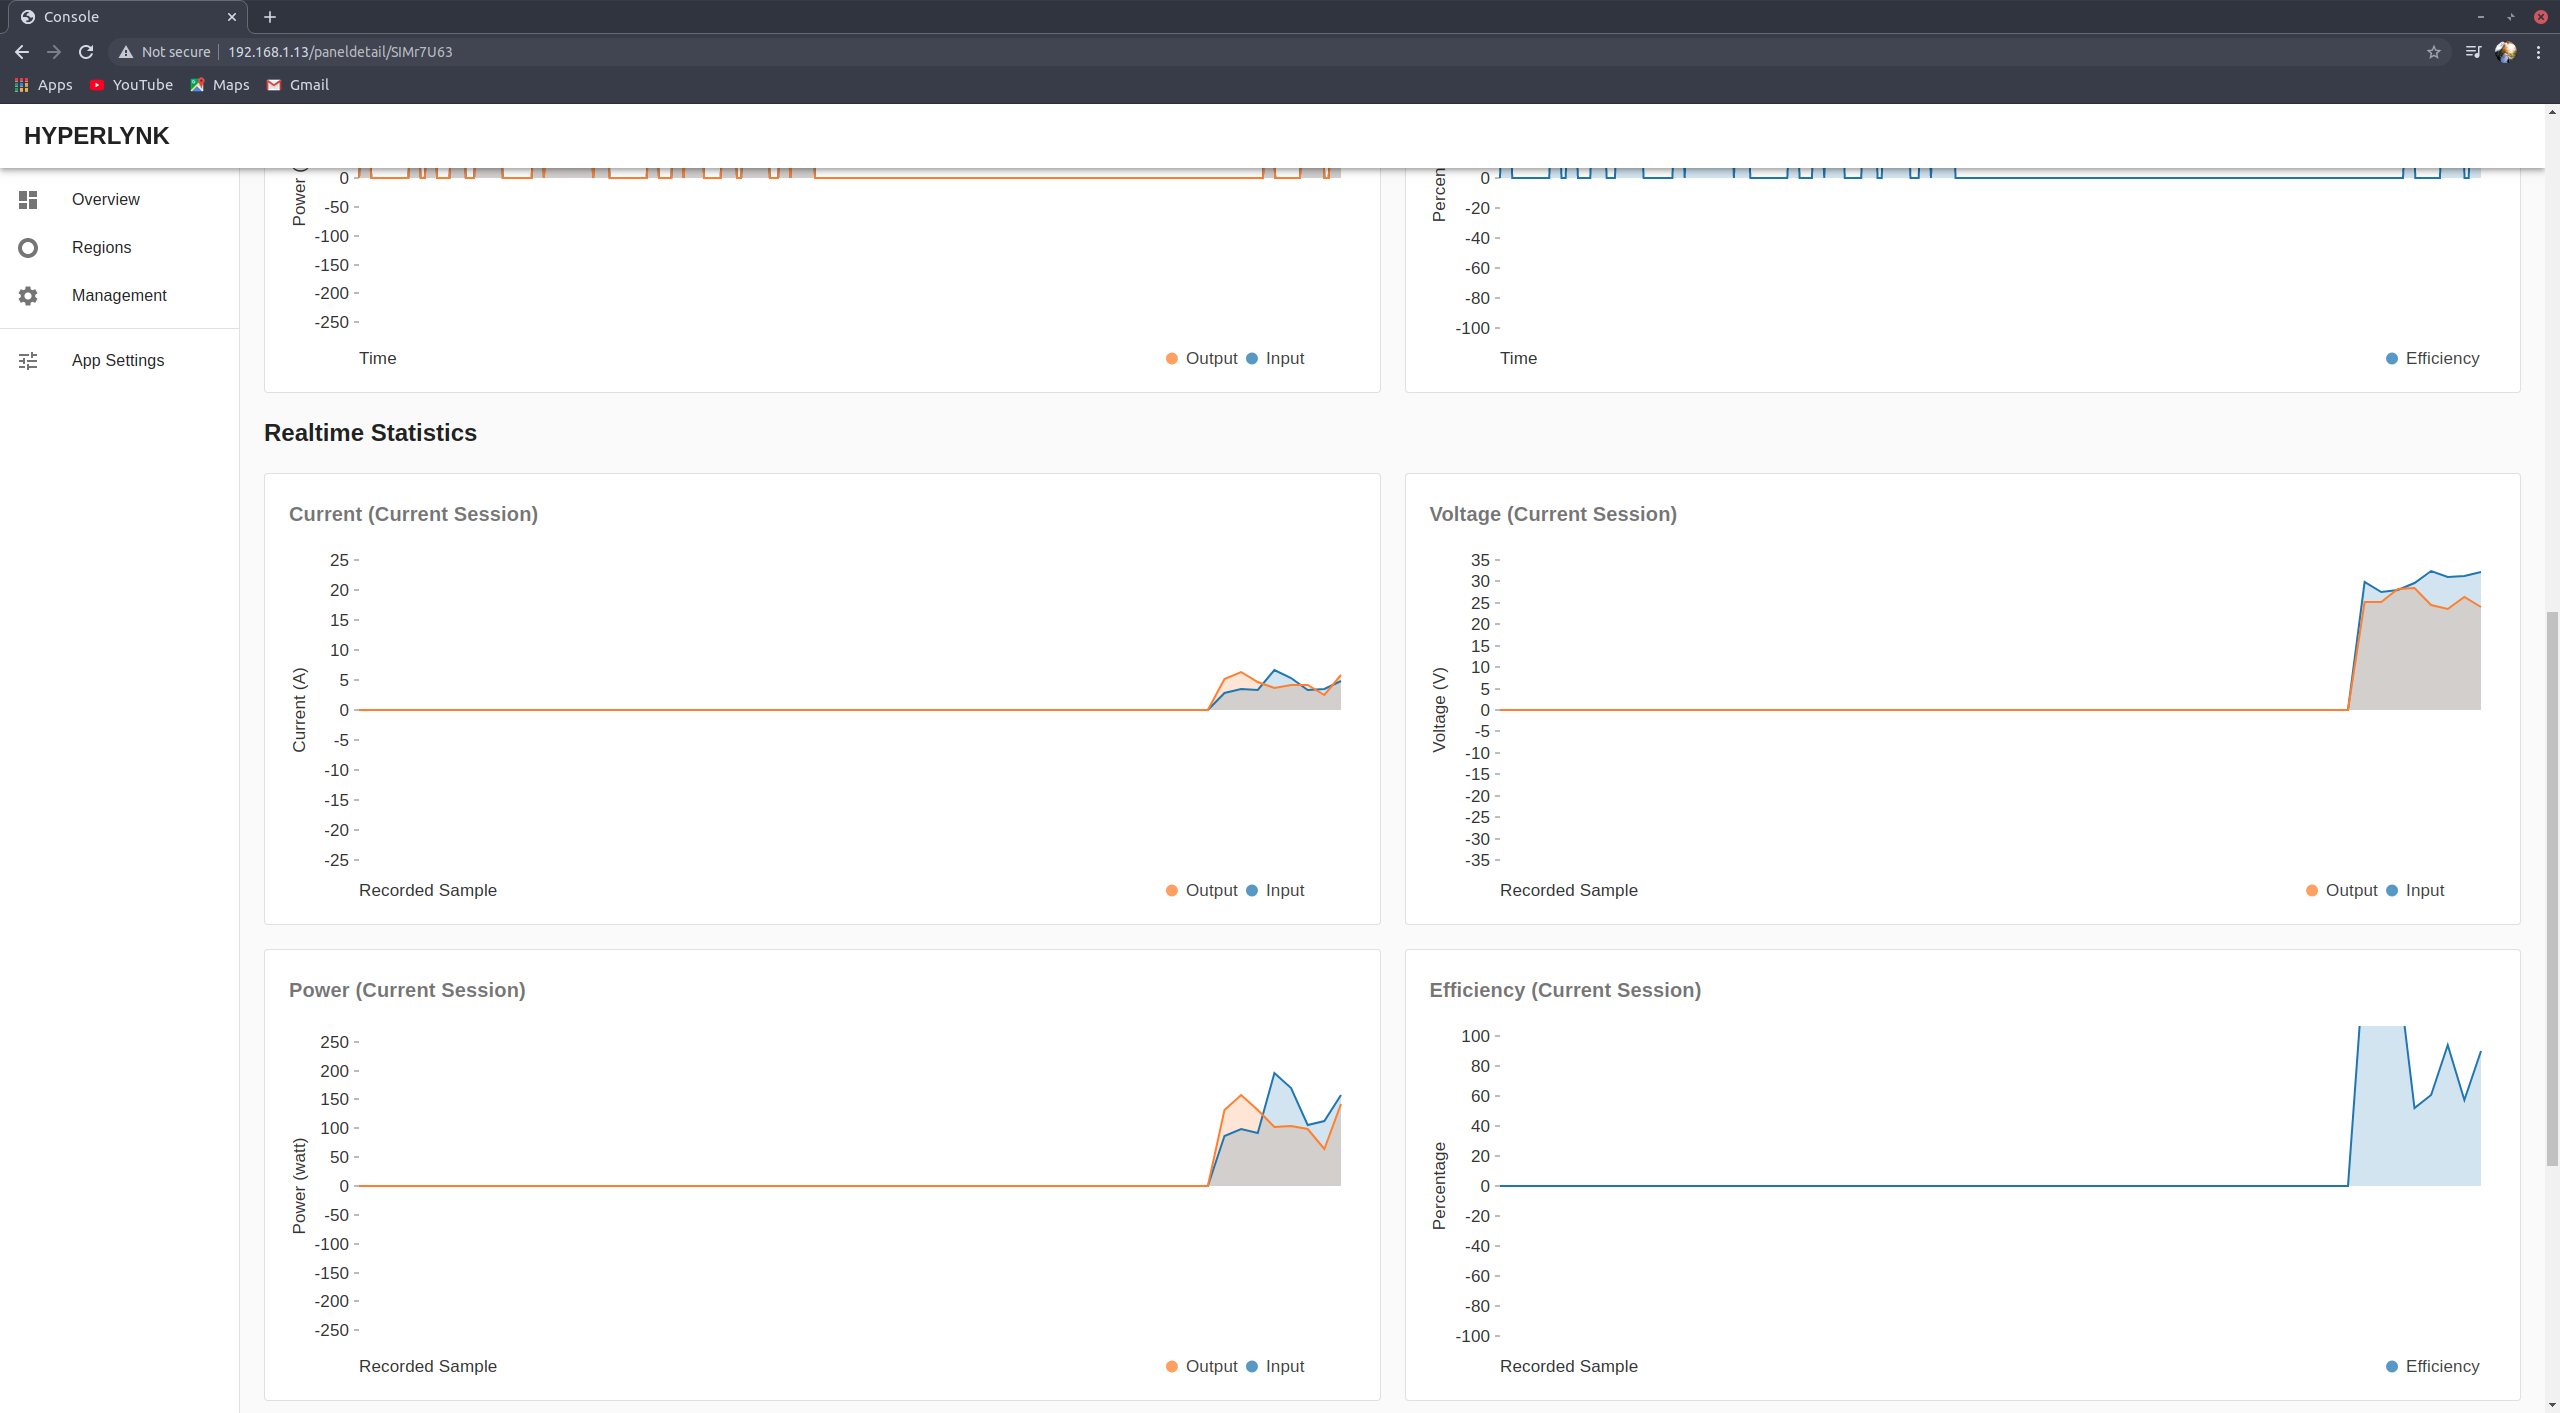 Console
Not secure 192.168.1.13/paneldetail/SIMr7U63
Apps YouTube Maps Gmail
HYPERLYNK
Overview
Regions
Management
App Settings
Power (
0
-50
-100
-150
-200
-250
Time
Output Input
Percen
0
-20
-40
-60
-80
-100
Time
Efficiency
Realtime Statistics
Current (Current Session)
Current (A)
25
20
15
10
5
0
-5
-10
-15
-20
-25
Recorded Sample
Output Input
Voltage (Current Session)
Voltage (V)
35
30
25
20
15
10
5
0
-5
-10
-15
-20
-25
-30
-35
Recorded Sample
Output Input
Power (Current Session)
Power (watt)
250
200
150
100
50
0
-50
-100
-150
-200
-250
Recorded Sample
Output Input
Efficiency (Current Session)
Percentage
100
80
60
40
20
0
-20
-40
-60
-80
-100
Recorded Sample
Efficiency